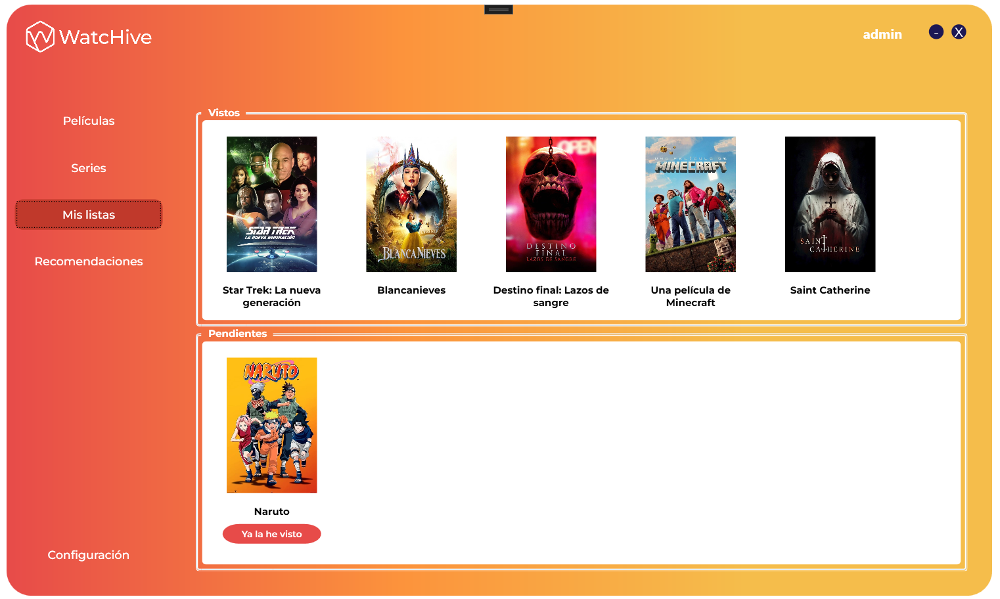 WatcHive
admin
-
X
Películas
Series
Mis listas
Recomendaciones
Configuración
Vistos
STAR TREK
LA NUEVA GENERACIÓN
BLANCANIEVES
OPEN
DESTINO
FINAL
LAZOS DE SANGRE
UNA PELÍCULA DE
MINECRAFT
SAINT
CATHERINE
Star Trek: La nueva
generación
Blancanieves
Destino final: Lazos de
sangre
Una película de
Minecraft
Saint Catherine
Pendientes
NARUTO
Naruto
Ya la he visto